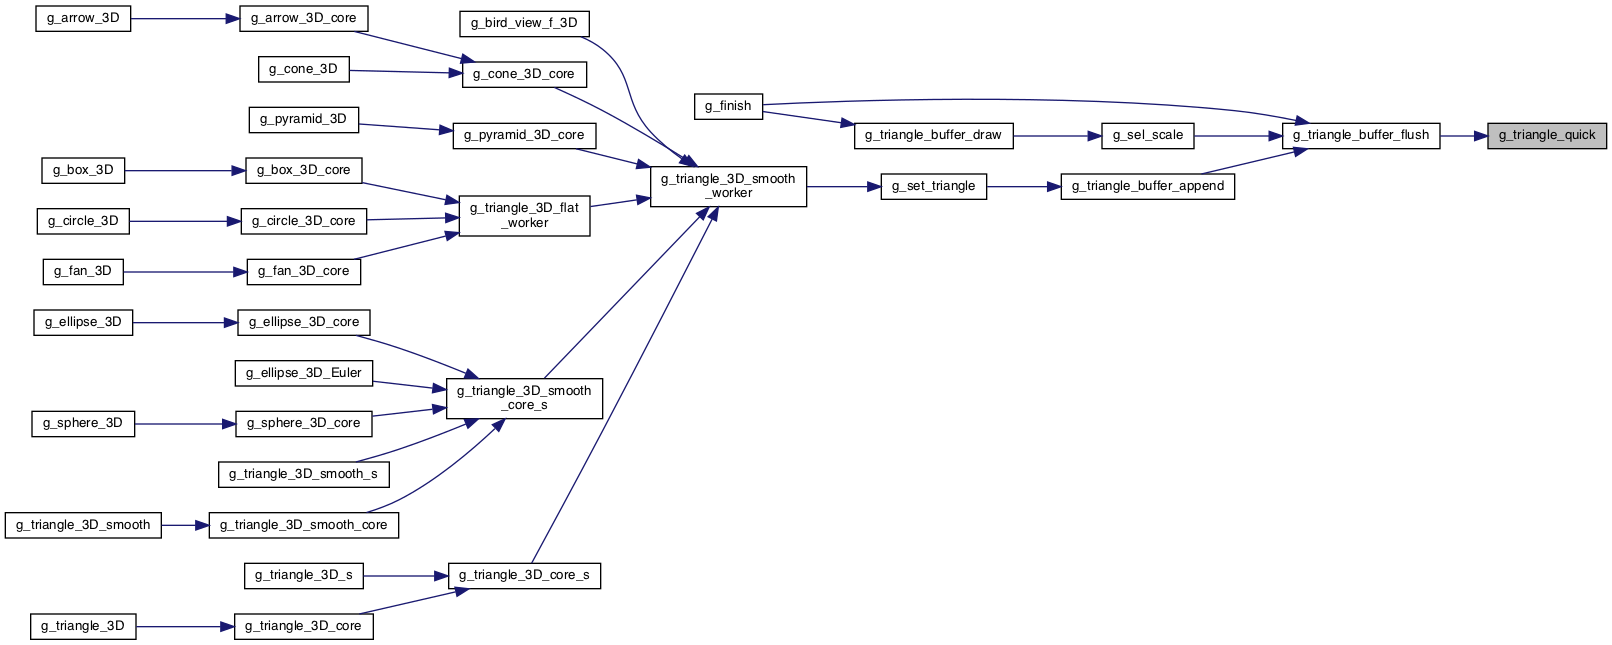 g_arrow_3D
g_arrow_3D_core
g_bird_view_f_3D
g_cone_3D
g_cone_3D_core
g_finish
g_pyramid_3D
g_pyramid_3D_core
g_triangle_buffer_draw
g_sel_scale
g_triangle_buffer_flush
g_triangle_quick
g_box_3D
g_box_3D_core
g_triangle_3D_smooth
_worker
g_set_triangle
g_triangle_buffer_append
g_circle_3D
g_circle_3D_core
g_triangle_3D_flat
_worker
g_fan_3D
g_fan_3D_core
g_ellipse_3D
g_ellipse_3D_core
g_ellipse_3D_Euler
g_triangle_3D_smooth
_core_s
g_sphere_3D
g_sphere_3D_core
g_triangle_3D_smooth_s
g_triangle_3D_smooth
g_triangle_3D_smooth_core
g_triangle_3D_s
g_triangle_3D_core_s
g_triangle_3D
g_triangle_3D_core